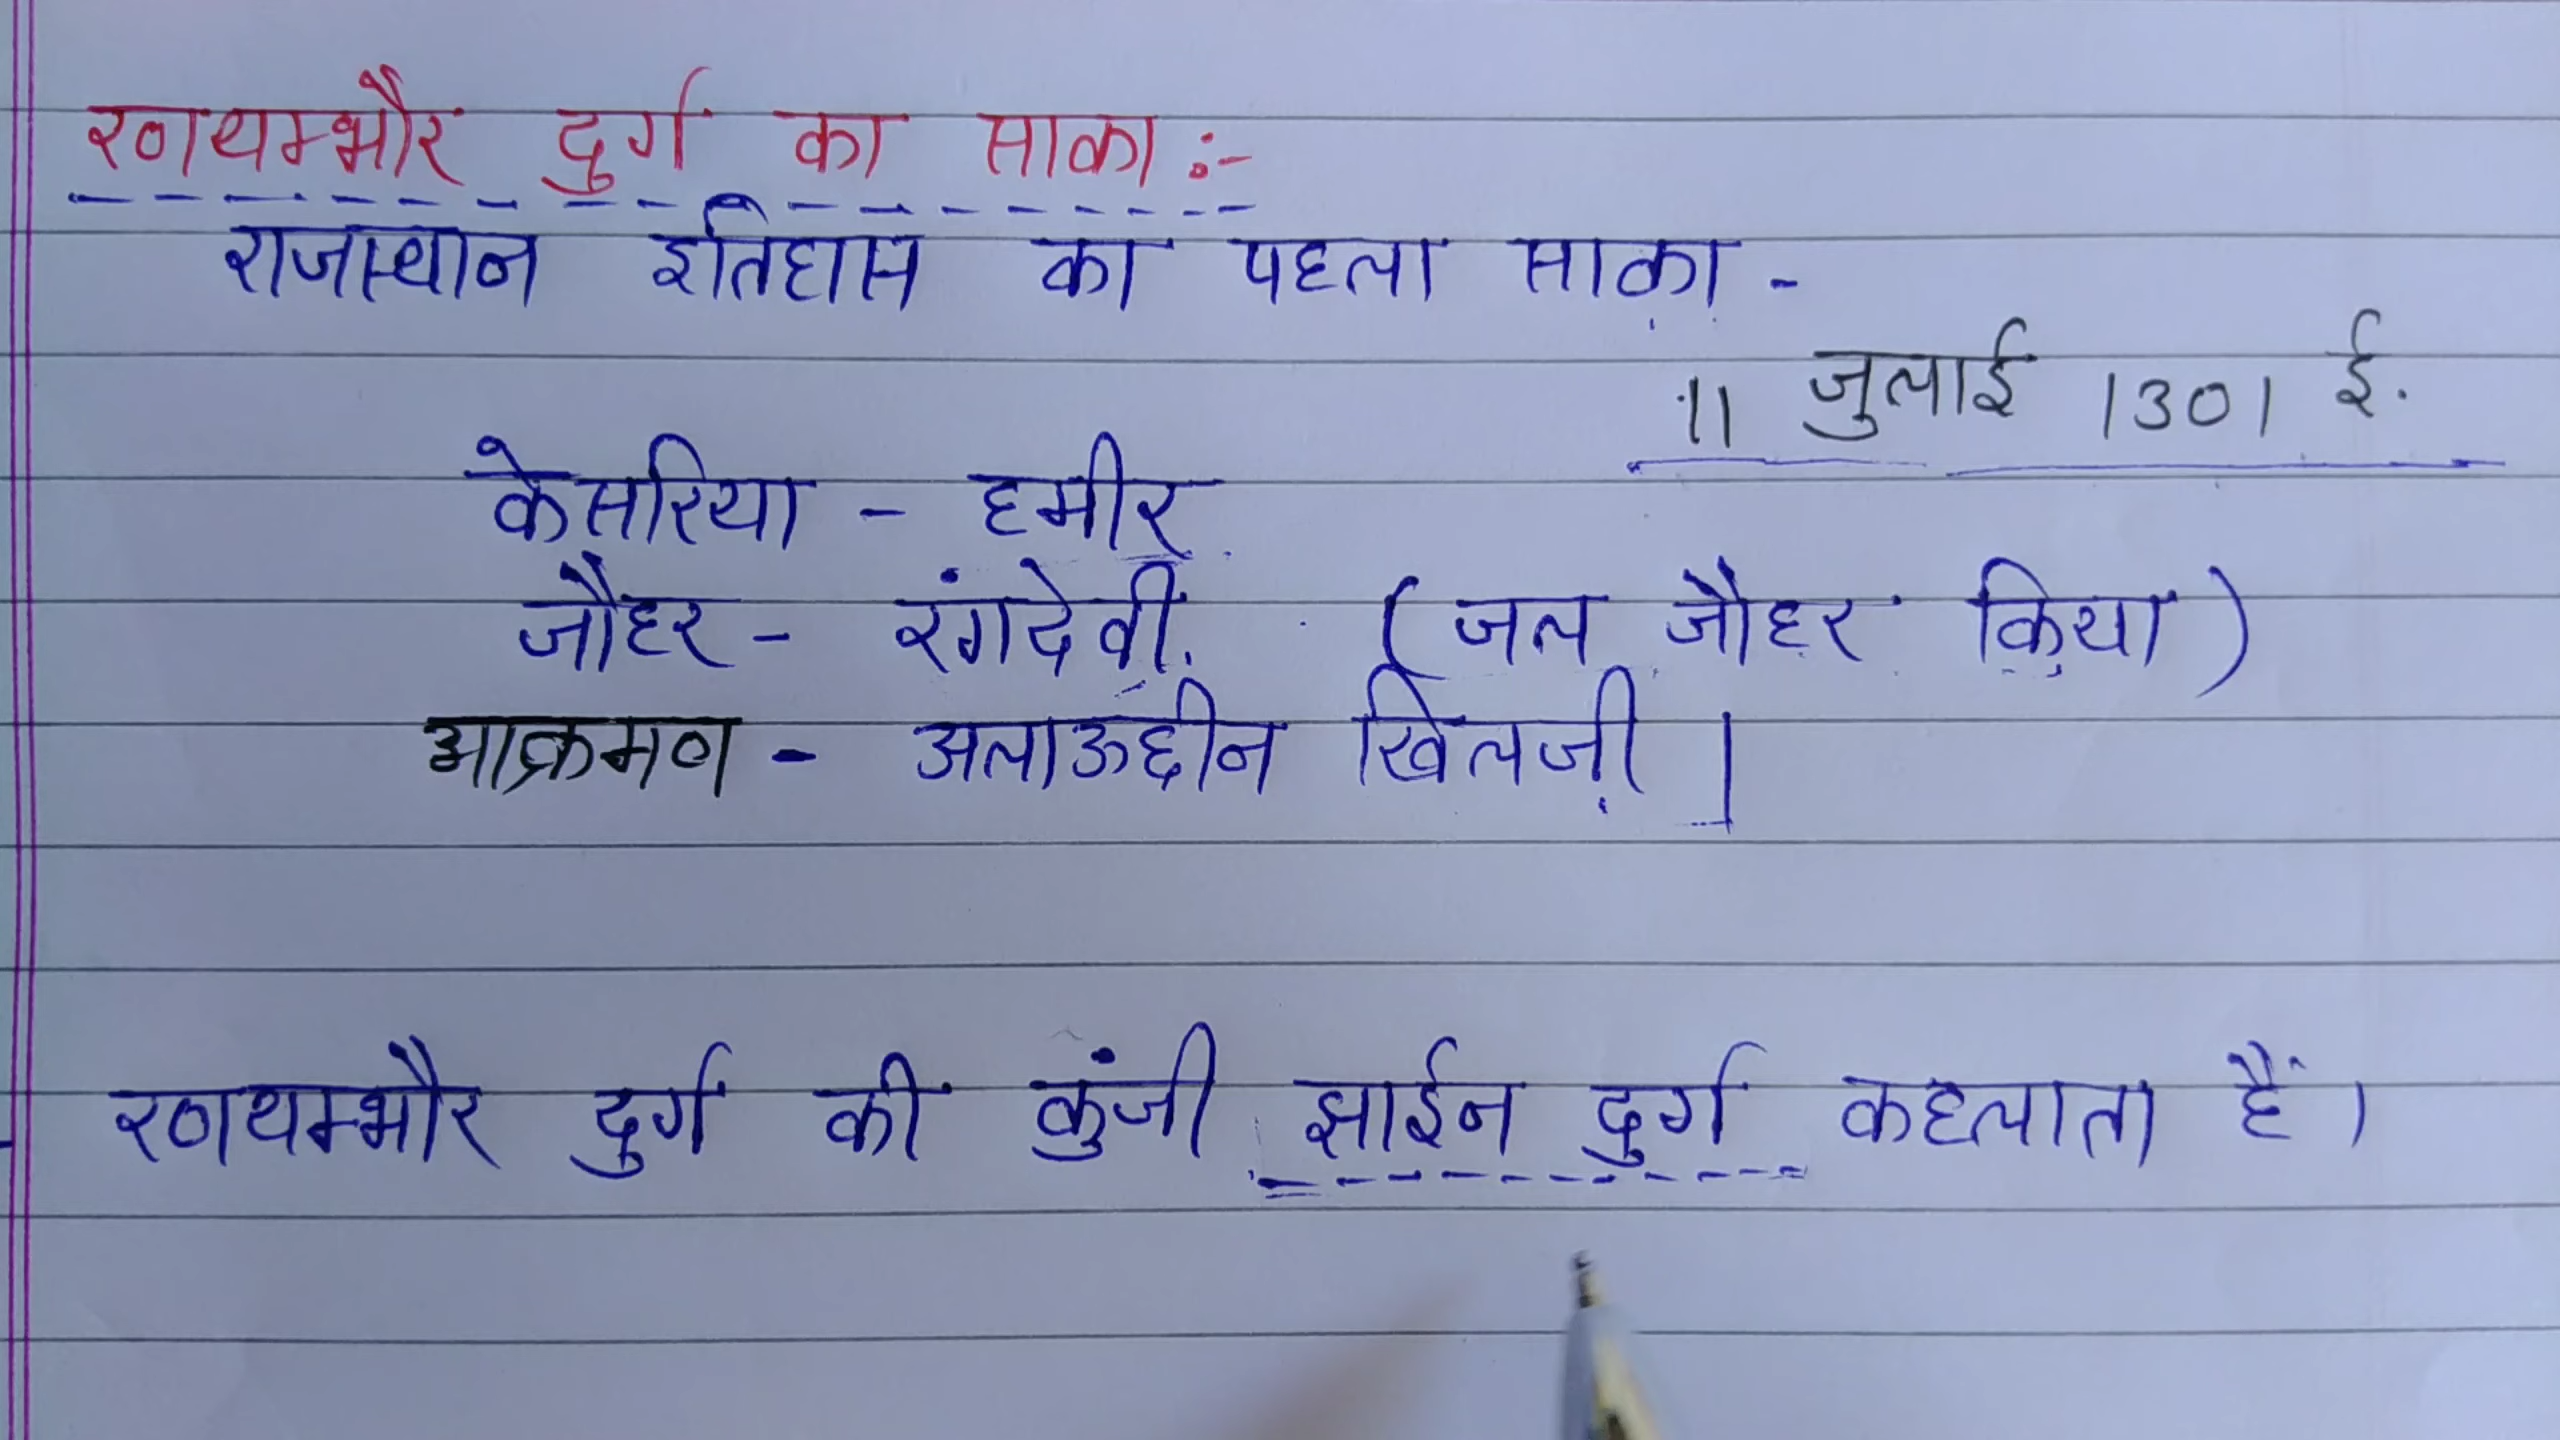 रणथम्भौर दुर्ग का साका :-
राजस्थान इतिहास का पहला साका -
11 जुलाई 1301 ई.
केसरिया - हमीर
जौहर - रंगदेवी. (जल जौहर किया)
आक्रमण - अलाऊद्दीन खिलजी |
रणथम्भौर दुर्ग की कुंजी झाईन दुर्ग कहलाता हैं।